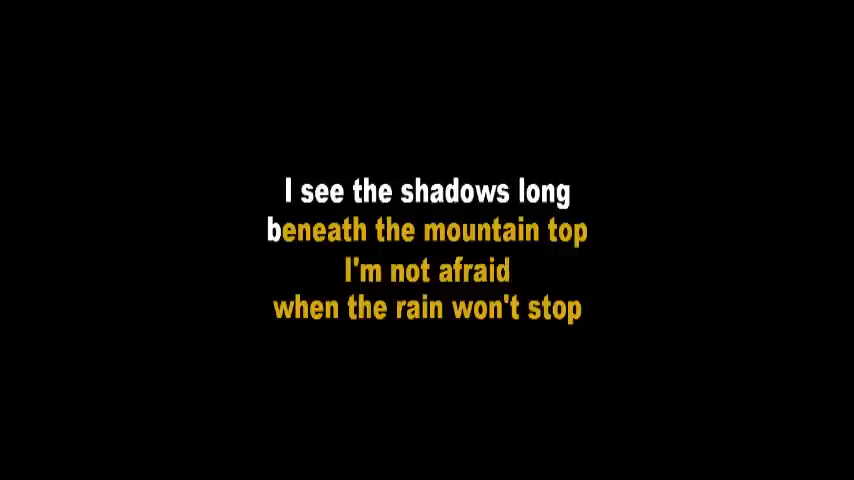 I see the shadows long
beneath the mountain top
I'm not afraid
when the rain won't stop